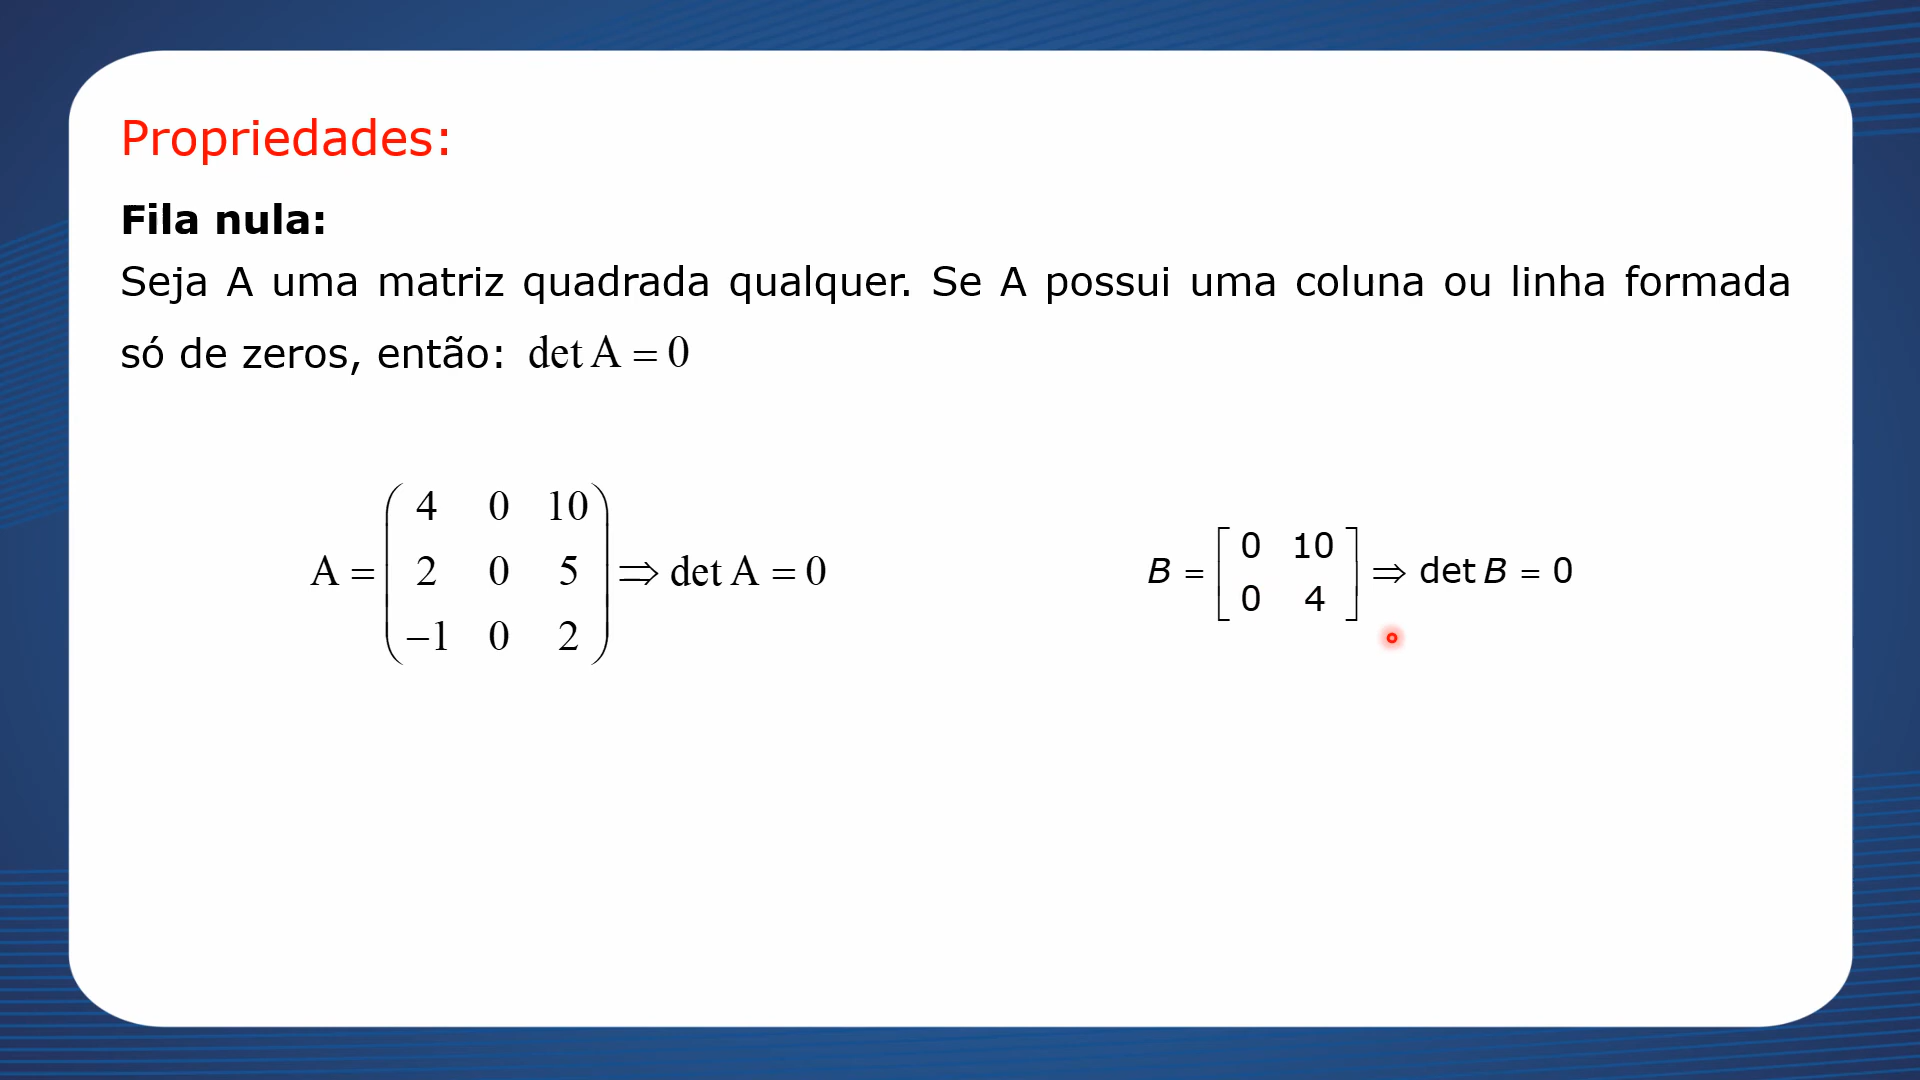 Propriedades:
Fila nula:
Seja A uma matriz quadrada qualquer. Se A possui uma coluna ou linha formada
só de zeros, então: det A = 0
A = ( 4 0 10 ; 2 0 5 ; −1 0 2 ) ⇒ det A = 0
B = [ 0 10 ; 0 4 ] ⇒ det B = 0